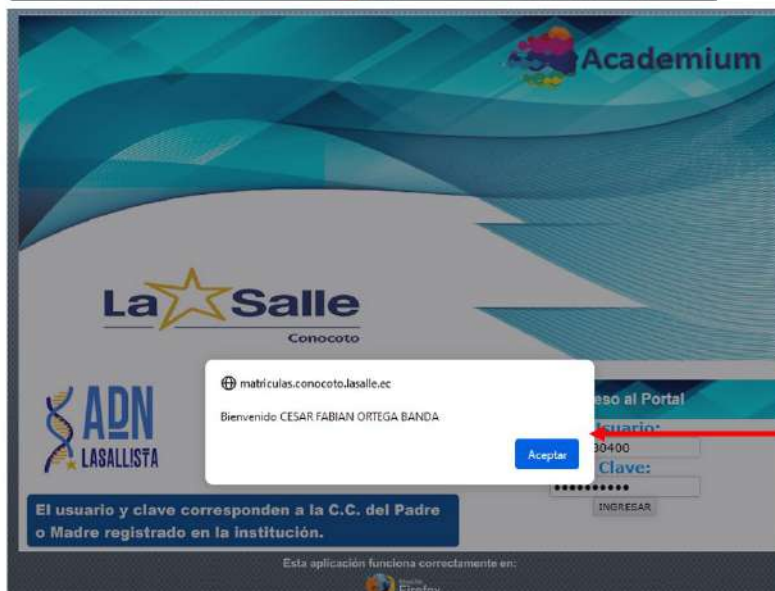 Academium
La Salle
Conocoto
matriculas.conocoto.lasalle.ec
Bienvenido CESAR FABIAN ORTEGA BANDA
Aceptar
ADN
LASALLISTA
eso al Portal
Usuario:
30400
Clave:
••••••••••
INGRESAR
El usuario y clave corresponden a la C.C. del Padre
o Madre registrado en la institución.
Esta aplicación funciona correctamente en:
Firefox